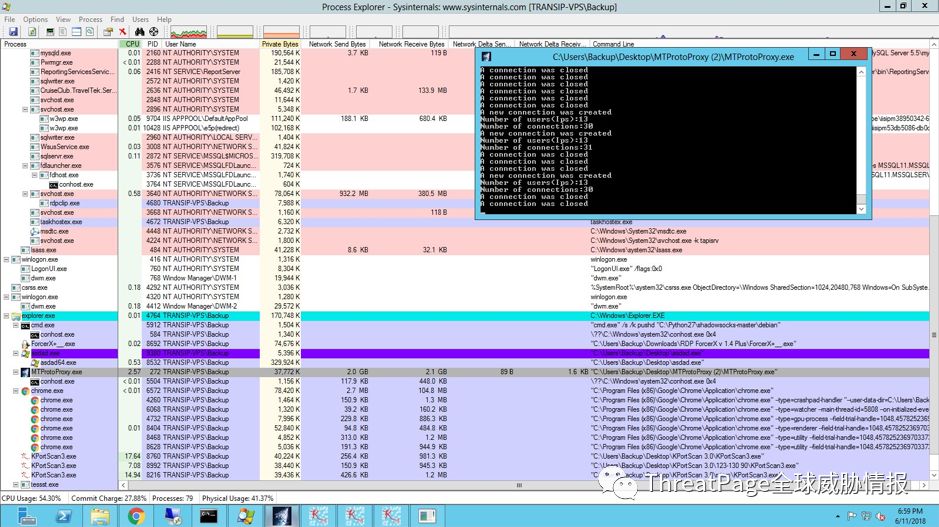 Process Explorer - Sysinternals: www.sysinternals.com [TRANSIP-VPS\Backup]
File Options View Process Find Users Help
Process CPU PID User Name Private Bytes Network Send Bytes Network Receive Bytes Network Delta Sen... Network Delta Receiv... Command Line
mysqld.exe 0.01 2160 NT AUTHORITY\SYSTEM 190,564 K 3.7 KB 119 B
Pwmgr.exe < 0.01 2288 NT AUTHORITY\SYSTEM 21,544 K
ReportingServicesServic... 0.06 2416 NT SERVICE\ReportServer 185,708 K
sqlwriter.exe 2572 NT AUTHORITY\SYSTEM 1,420 K
CruiseClub.TravelTek.Ser... 2636 NT AUTHORITY\SYSTEM 46,492 K 1.7 KB 133.9 MB
svchost.exe 2848 NT AUTHORITY\SYSTEM 11,644 K
svchost.exe 2896 NT AUTHORITY\SYSTEM 5,348 K
w3wp.exe 0.05 9704 IIS APPPOOL\DefaultAppPool 111,240 K 188.1 KB 680.4 KB
w3wp.exe 0.01 10428 IIS APPPOOL\e5p(redirect) 102,168 K
sqlwriter.exe 2960 NT AUTHORITY\LOCAL SERV... 1,404 K
WsusService.exe 0.03 3008 NT AUTHORITY\NETWORK S... 41,824 K
sqlservr.exe 0.11 2872 NT SERVICE\MSSQL$MICROS... 319,708 K
fdlauncher.exe 3576 NT SERVICE\MSSQLFDLaunc... 724 K
fdhost.exe 3736 NT SERVICE\MSSQLFDLaunc... 1,740 K
conhost.exe 3764 NT SERVICE\MSSQLFDLaunc... 604 K
svchost.exe 0.58 3640 NT AUTHORITY\NETWORK S... 78,064 K 932.2 MB 380.5 MB
rdpclip.exe 4680 TRANSIP-VPS\Backup 7,988 K
svchost.exe 3668 NT AUTHORITY\NETWORK S... 1,160 K 118 B
taskhostex.exe 4672 TRANSIP-VPS\Backup 6,320 K taskhostex.exe
msdtc.exe 4448 NT AUTHORITY\NETWORK S... 2,732 K C:\Windows\System32\msdtc.exe
svchost.exe 4224 NT AUTHORITY\NETWORK S... 1,800 K C:\Windows\System32\svchost.exe -k tapisrv
lsass.exe 484 NT AUTHORITY\SYSTEM 41,228 K 8.6 KB 32.1 KB C:\Windows\system32\lsass.exe
winlogon.exe 416 NT AUTHORITY\SYSTEM 1,276 K winlogon.exe
LogonUI.exe 760 NT AUTHORITY\SYSTEM 8,304 K "LogonUI.exe" /flags:0x0
dwm.exe 768 Window Manager\DWM-1 19,944 K "dwm.exe"
csrss.exe 0.18 4292 NT AUTHORITY\SYSTEM 3,036 K %SystemRoot%\system32\csrss.exe ObjectDirectory=\Windows SharedSection=1024,20480,768 Windows=On SubSyste...
winlogon.exe 4320 NT AUTHORITY\SYSTEM 1,280 K winlogon.exe
dwm.exe 0.18 4412 Window Manager\DWM-2 29,572 K "dwm.exe"
explorer.exe 0.01 4764 TRANSIP-VPS\Backup 170,748 K C:\Windows\Explorer.EXE
cmd.exe 5912 TRANSIP-VPS\Backup 1,504 K "cmd.exe" /s /k pushd "C:\Python27\shadowsocks-master\debian"
conhost.exe 584 TRANSIP-VPS\Backup 1,340 K \??\C:\Windows\system32\conhost.exe 0x4
ForcerX+__.exe 0.02 8692 TRANSIP-VPS\Backup 74,676 K "C:\Users\Backup\Downloads\RDP ForcerX v 1.4 Plus\ForcerX+__.exe"
asdad.exe 9380 TRANSIP-VPS\Backup 5,396 K "C:\Users\Backup\Desktop\asdad.exe"
asdad64.exe 0.53 8532 TRANSIP-VPS\Backup 329,924 K "C:\Users\Backup\Desktop\asdad.exe"
MTProtoProxy.exe 2.57 272 TRANSIP-VPS\Backup 37,772 K 2.0 GB 2.1 GB 89 B 1.6 KB "C:\Users\Backup\Desktop\MTProtoProxy (2)\MTProtoProxy.exe"
conhost.exe < 0.01 5504 TRANSIP-VPS\Backup 1,156 K 117.9 KB 448.0 KB \??\C:\Windows\system32\conhost.exe 0x4
chrome.exe < 0.01 6572 TRANSIP-VPS\Backup 78,420 K 2.7 MB 104.8 MB "C:\Program Files (x86)\Google\Chrome\Application\chrome.exe"
chrome.exe 4264 TRANSIP-VPS\Backup 1,464 K 150.9 KB 1.3 MB "C:\Program Files (x86)\Google\Chrome\Application\chrome.exe" --type=crashpad-handler "--user-data-dir=C:\Users\Back
chrome.exe 6068 TRANSIP-VPS\Backup 1,320 K 39.2 KB 160.2 KB "C:\Program Files (x86)\Google\Chrome\Application\chrome.exe" --type=watcher --main-thread-id=5808 --on-initialized-eve
chrome.exe 4732 TRANSIP-VPS\Backup 7,996 K 229.8 KB 886.3 KB "C:\Program Files (x86)\Google\Chrome\Application\chrome.exe" --type=gpu-process --field-trial-handle=1048,4578252369
chrome.exe 0.01 8404 TRANSIP-VPS\Backup 52,840 K 94.8 KB 484.8 KB "C:\Program Files (x86)\Google\Chrome\Application\chrome.exe" --type=renderer --field-trial-handle=1048,4578252369703
chrome.exe 8468 TRANSIP-VPS\Backup 4,852 K 313.0 KB 1.2 MB "C:\Program Files (x86)\Google\Chrome\Application\chrome.exe" --type=utility --field-trial-handle=1048,45782523697033
chrome.exe 8628 TRANSIP-VPS\Backup 5,036 K 191.3 KB 944.9 KB "C:\Program Files (x86)\Google\Chrome\Application\chrome.exe" --type=utility --field-trial-handle=1048,45782523697033
KPortScan3.exe 17.64 8760 TRANSIP-VPS\Backup 40,224 K 256.4 KB 981.3 KB "C:\Users\Backup\Desktop\KPortScan 3.0\KPortScan3.exe"
KPortScan3.exe 7.08 8992 TRANSIP-VPS\Backup 38,440 K 150.9 KB 945.3 KB "C:\Users\Backup\Desktop\KPortScan 3.0\123-130 90\KPortScan3.exe"
KPortScan3.exe 14.94 8216 TRANSIP-VPS\Backup 39,436 K 426.6 KB 1.2 MB
teasst.exe
C:\Users\Backup\Desktop\MTProtoProxy (2)\MTProtoProxy.exe
A connection was closed
A connection was closed
A connection was closed
A connection was closed
A connection was closed
A connection was closed
A new connection was created
Number of users(Ips):13
Number of connections:30
A new connection was created
Number of users(Ips):13
Number of connections:31
A connection was closed
A connection was closed
A connection was closed
A new connection was created
Number of users(Ips):13
Number of connections:30
A connection was closed
A connection was closed
CPU Usage: 54.30% Commit Charge: 27.88% Processes: 79 Physical Usage: 41.37%
ThreatPage全球威胁情报
6:59 PM
6/11/2018